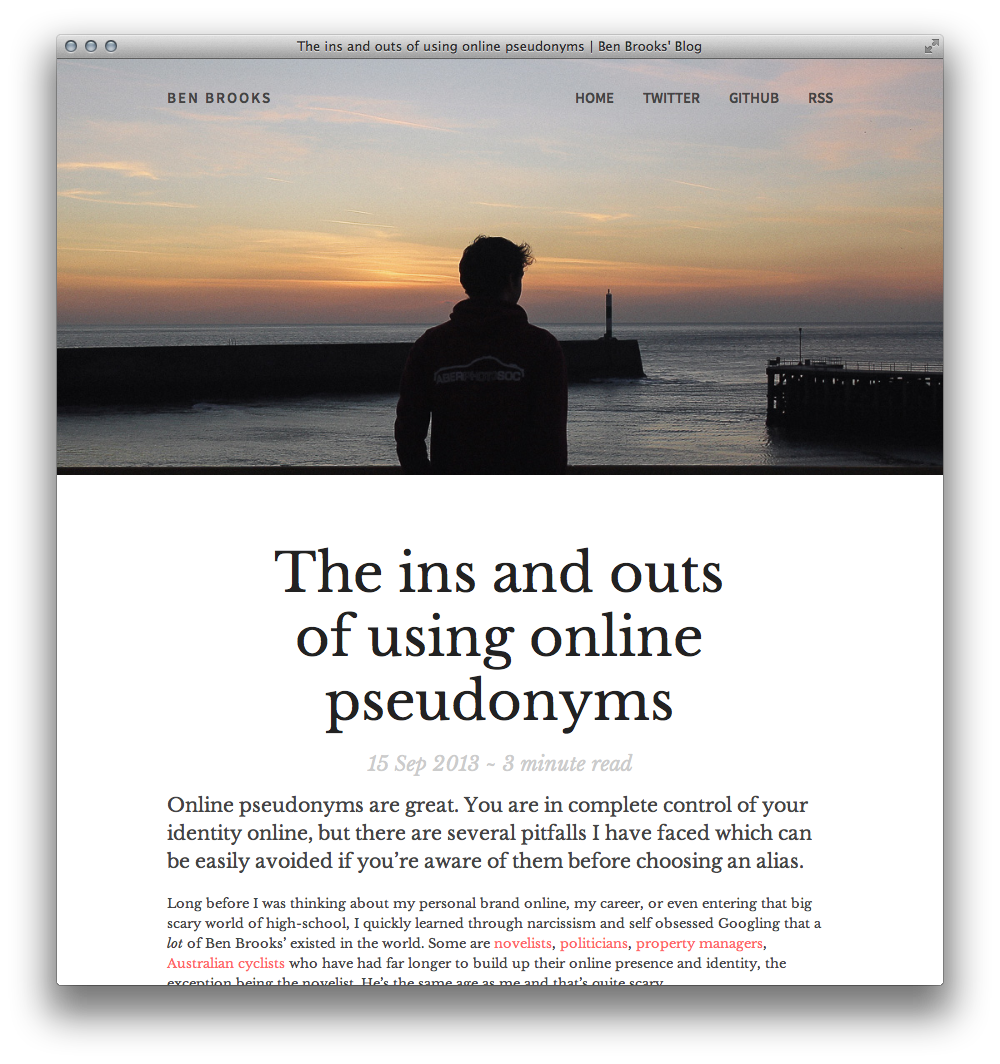 The ins and outs of using online pseudonyms | Ben Brooks' Blog
BEN BROOKS HOME TWITTER GITHUB RSS
ABERPHOTOSOC
The ins and outs
of using online
pseudonyms
15 Sep 2013 ~ 3 minute read
Online pseudonyms are great. You are in complete control of your
identity online, but there are several pitfalls I have faced which can
be easily avoided if you’re aware of them before choosing an alias.
Long before I was thinking about my personal brand online, my career, or even entering that big
scary world of high-school, I quickly learned through narcissism and self obsessed Googling that a
lot of Ben Brooks’ existed in the world. Some are novelists, politicians, property managers,
Australian cyclists who have had far longer to build up their online presence and identity, the
exception being the novelist. He’s the same age as me and that’s quite scary.